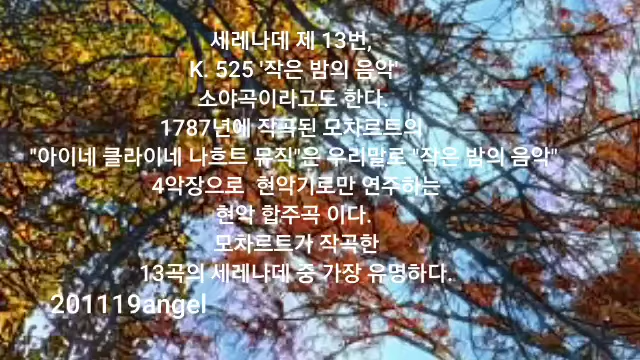 세레나데 제 13번,
K. 525 '작은 밤의 음악'
소야곡이라고도 한다.
1787년에 작곡된 모차르트의
"아이네 클라이네 나흐트 뮤직"은 우리말로 "작은 밤의 음악"
4악장으로 현악기로만 연주하는
현악 합주곡 이다.
모차르트가 작곡한
13곡의 세레나데 중 가장 유명하다.
201119angel